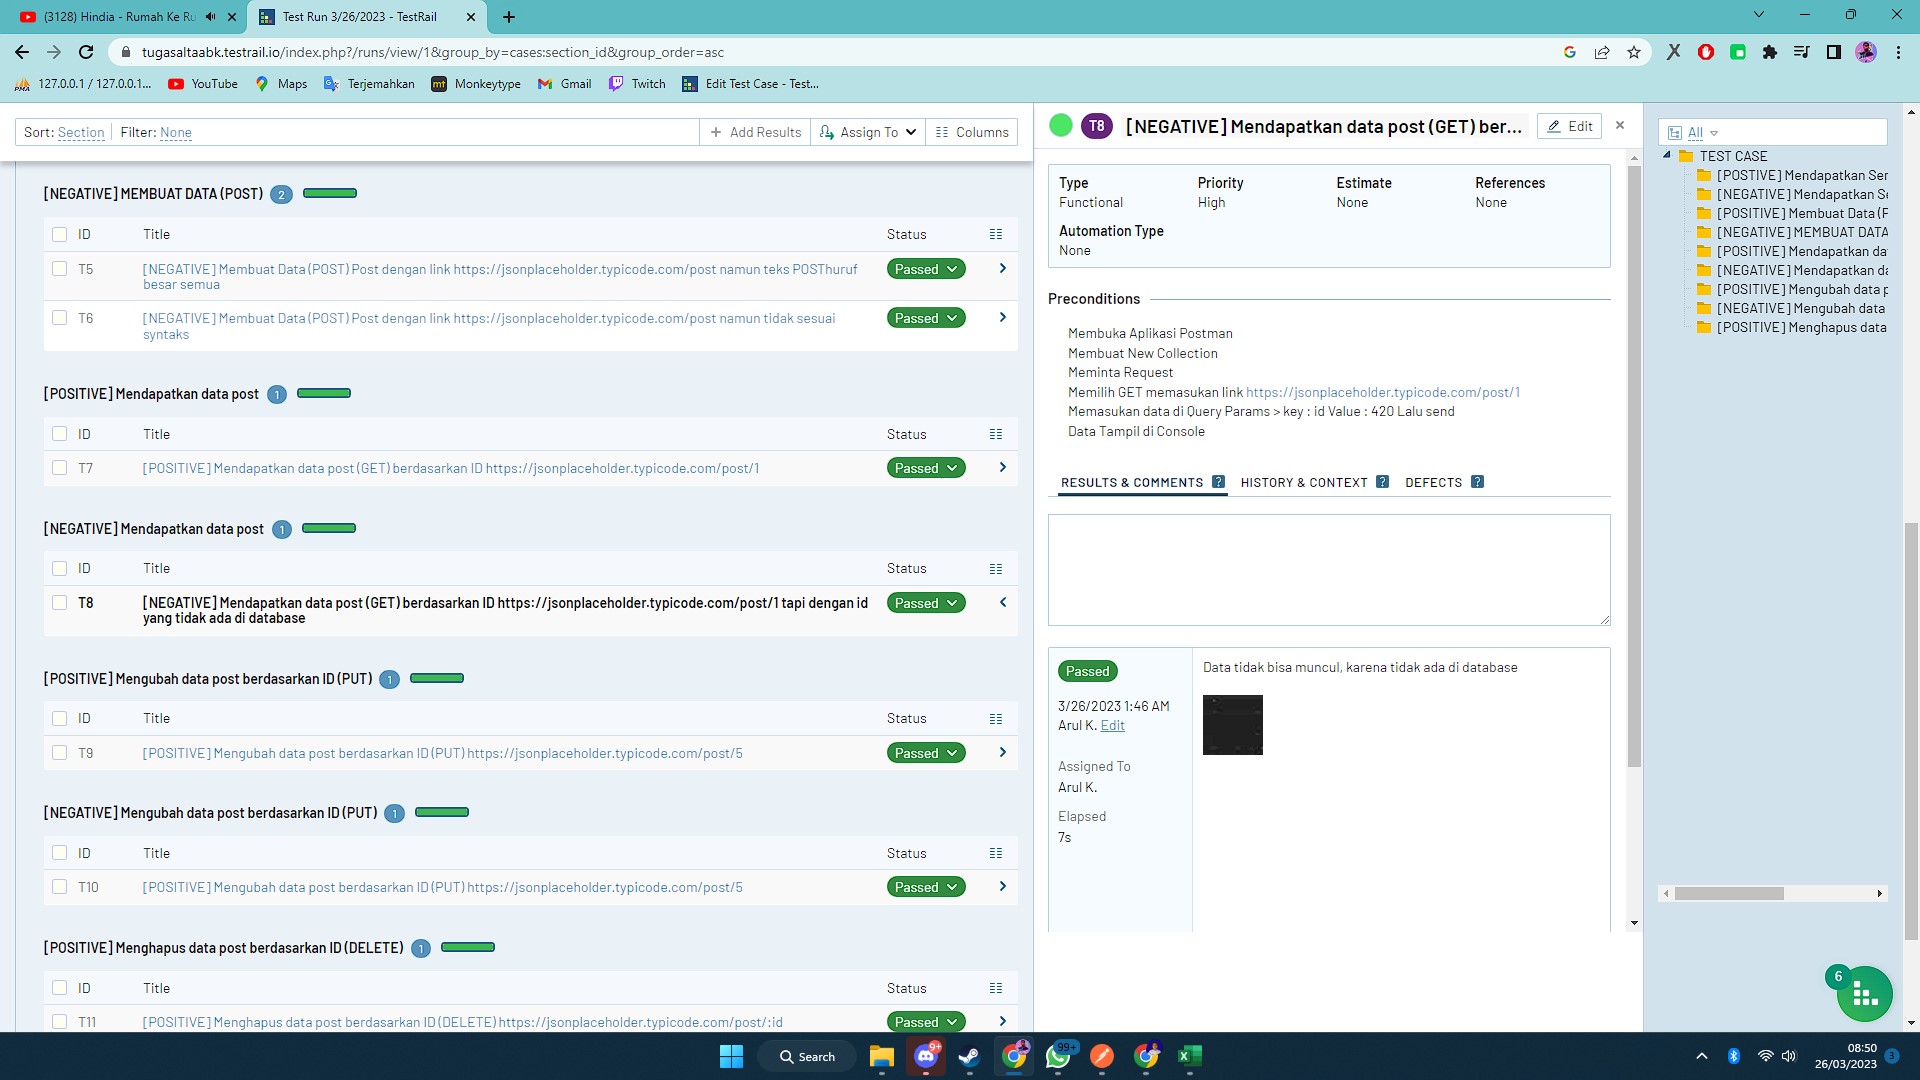 (3128) Hindia - Rumah Ke Ru
Test Run 3/26/2023 - TestRail
tugasaltaabk.testrail.io/index.php?/runs/view/1&group_by=cases:section_id&group_order=asc
127.0.0.1 / 127.0.0.1...
YouTube
Maps
Terjemahkan
Monkeytype
Gmail
Twitch
Edit Test Case - Test...
Sort: Section
Filter: None
Add Results
Assign To
Columns
[NEGATIVE] MEMBUAT DATA (POST) 2
ID Title Status
T5 [NEGATIVE] Membuat Data (POST) Post dengan link https://jsonplaceholder.typicode.com/post namun teks POSThuruf Passed
besar semua
T6 [NEGATIVE] Membuat Data (POST) Post dengan link https://jsonplaceholder.typicode.com/post namun tidak sesuai Passed
syntaks
[POSITIVE] Mendapatkan data post 1
ID Title Status
T7 [POSITIVE] Mendapatkan data post (GET) berdasarkan ID https://jsonplaceholder.typicode.com/post/1 Passed
[NEGATIVE] Mendapatkan data post 1
ID Title Status
T8 [NEGATIVE] Mendapatkan data post (GET) berdasarkan ID https://jsonplaceholder.typicode.com/post/1 tapi dengan id Passed
yang tidak ada di database
[POSITIVE] Mengubah data post berdasarkan ID (PUT) 1
ID Title Status
T9 [POSITIVE] Mengubah data post berdasarkan ID (PUT) https://jsonplaceholder.typicode.com/post/5 Passed
[NEGATIVE] Mengubah data post berdasarkan ID (PUT) 1
ID Title Status
T10 [POSITIVE] Mengubah data post berdasarkan ID (PUT) https://jsonplaceholder.typicode.com/post/5 Passed
[POSITIVE] Menghapus data post berdasarkan ID (DELETE) 1
ID Title Status
T11 [POSITIVE] Menghapus data post berdasarkan ID (DELETE) https://jsonplaceholder.typicode.com/post/:id Passed
T8 [NEGATIVE] Mendapatkan data post (GET) ber... Edit
Type Priority Estimate References
Functional High None None
Automation Type
None
Preconditions
Membuka Aplikasi Postman
Membuat New Collection
Meminta Request
Memilih GET memasukan link https://jsonplaceholder.typicode.com/post/1
Memasukan data di Query Params > key : id Value : 420 Lalu send
Data Tampil di Console
RESULTS & COMMENTS ? HISTORY & CONTEXT ? DEFECTS ?
Passed
3/26/2023 1:46 AM
Arul K. Edit
Assigned To
Arul K.
Elapsed
7s
Data tidak bisa muncul, karena tidak ada di database
All
TEST CASE
[POSTIVE] Mendapatkan Ser
[NEGATIVE] Mendapatkan Se
[POSITIVE] Membuat Data (F
[NEGATIVE] MEMBUAT DATA
[POSITIVE] Mendapatkan da
[NEGATIVE] Mendapatkan da
[POSITIVE] Mengubah data p
[NEGATIVE] Mengubah data
[POSITIVE] Menghapus data
6
Search
9+
99+
08:50
26/03/2023
3